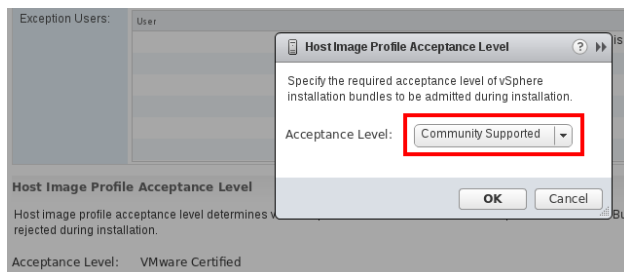 Exception Users:
User
Host Image Profile Acceptance Level
?
is
Specify the required acceptance level of vSphere
installation bundles to be admitted during installation.
Acceptance Level:
Community Supported
OK
Cancel
Host Image Profile Acceptance Level
Host image profile acceptance level determines
Bu
rejected during installation.
Acceptance Level:
VMware Certified